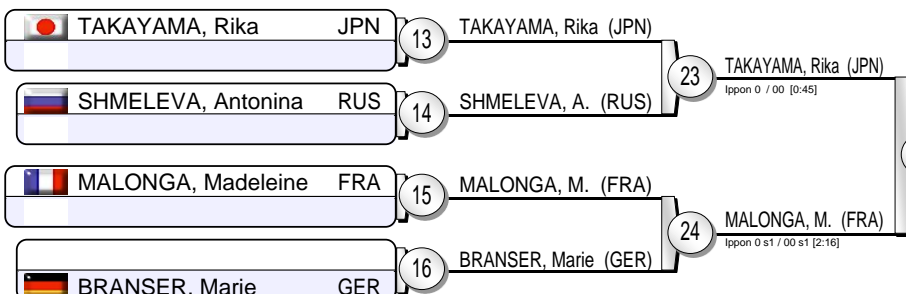 TAKAYAMA, Rika JPN
13
TAKAYAMA, Rika (JPN)
23
TAKAYAMA, Rika (JPN)
Ippon 0 / 00 [0:45]
SHMELEVA, Antonina RUS
14
SHMELEVA, A. (RUS)
MALONGA, Madeleine FRA
15
MALONGA, M. (FRA)
24
MALONGA, M. (FRA)
Ippon 0 s1 / 00 s1 [2:16]
BRANSER, Marie GER
16
BRANSER, Marie (GER)